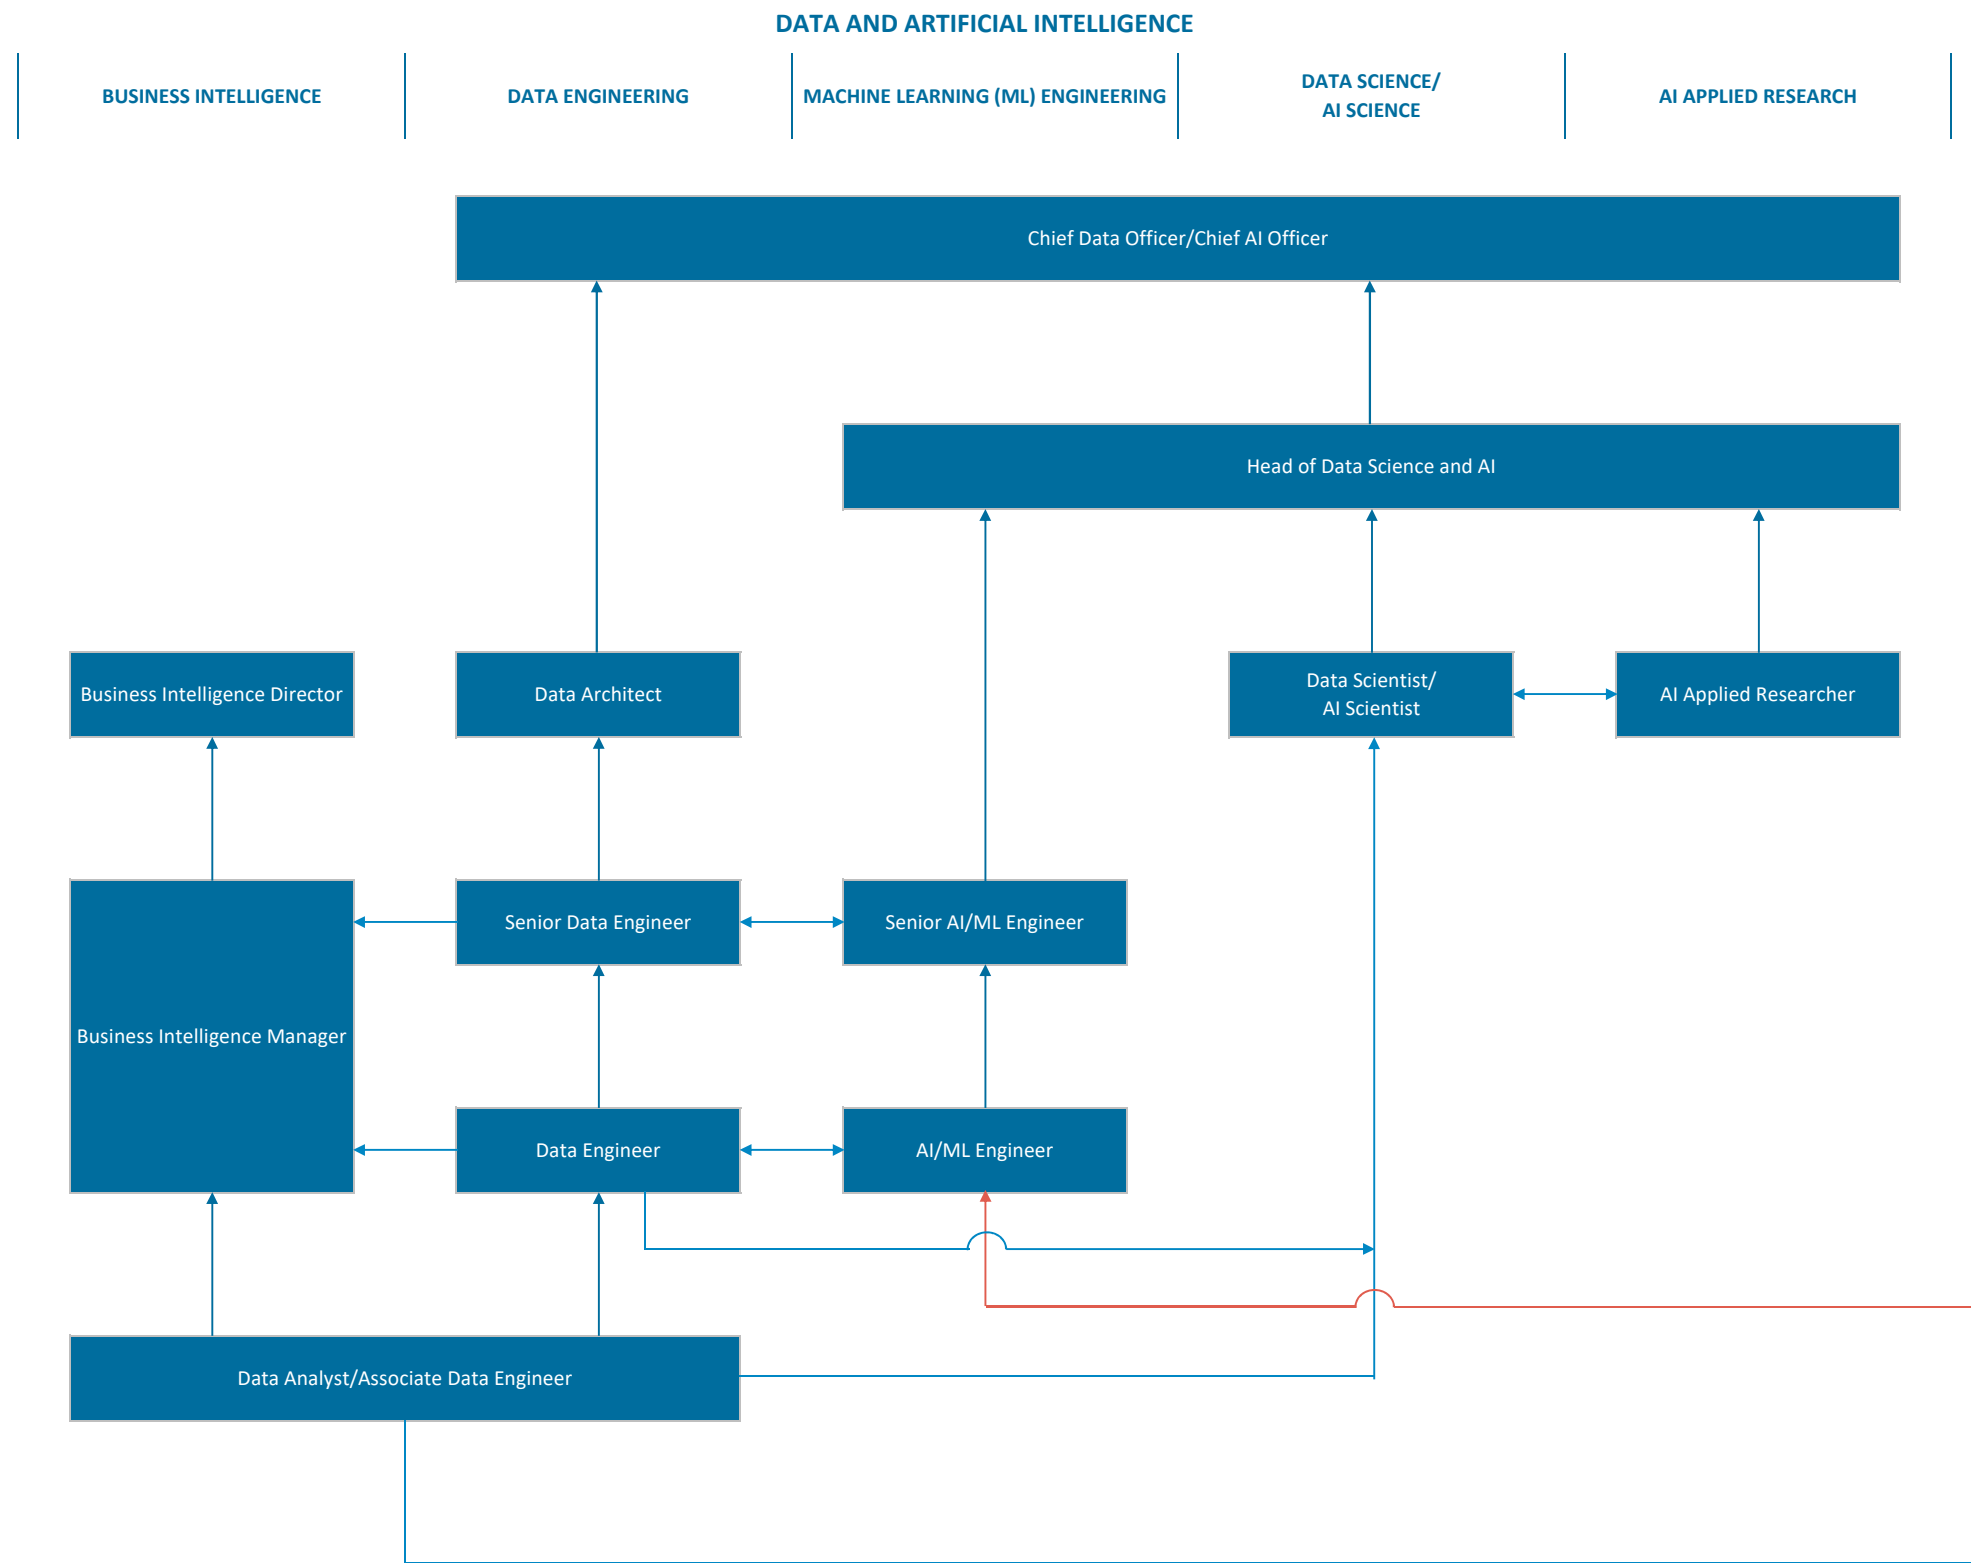 DATA AND ARTIFICIAL INTELLIGENCE
BUSINESS INTELLIGENCE
DATA ENGINEERING
MACHINE LEARNING (ML) ENGINEERING
DATA SCIENCE/
AI SCIENCE
AI APPLIED RESEARCH
Chief Data Officer/Chief AI Officer
Head of Data Science and AI
Business Intelligence Director
Data Architect
Data Scientist/
AI Scientist
AI Applied Researcher
Senior Data Engineer
Senior AI/ML Engineer
Business Intelligence Manager
Data Engineer
AI/ML Engineer
Data Analyst/Associate Data Engineer